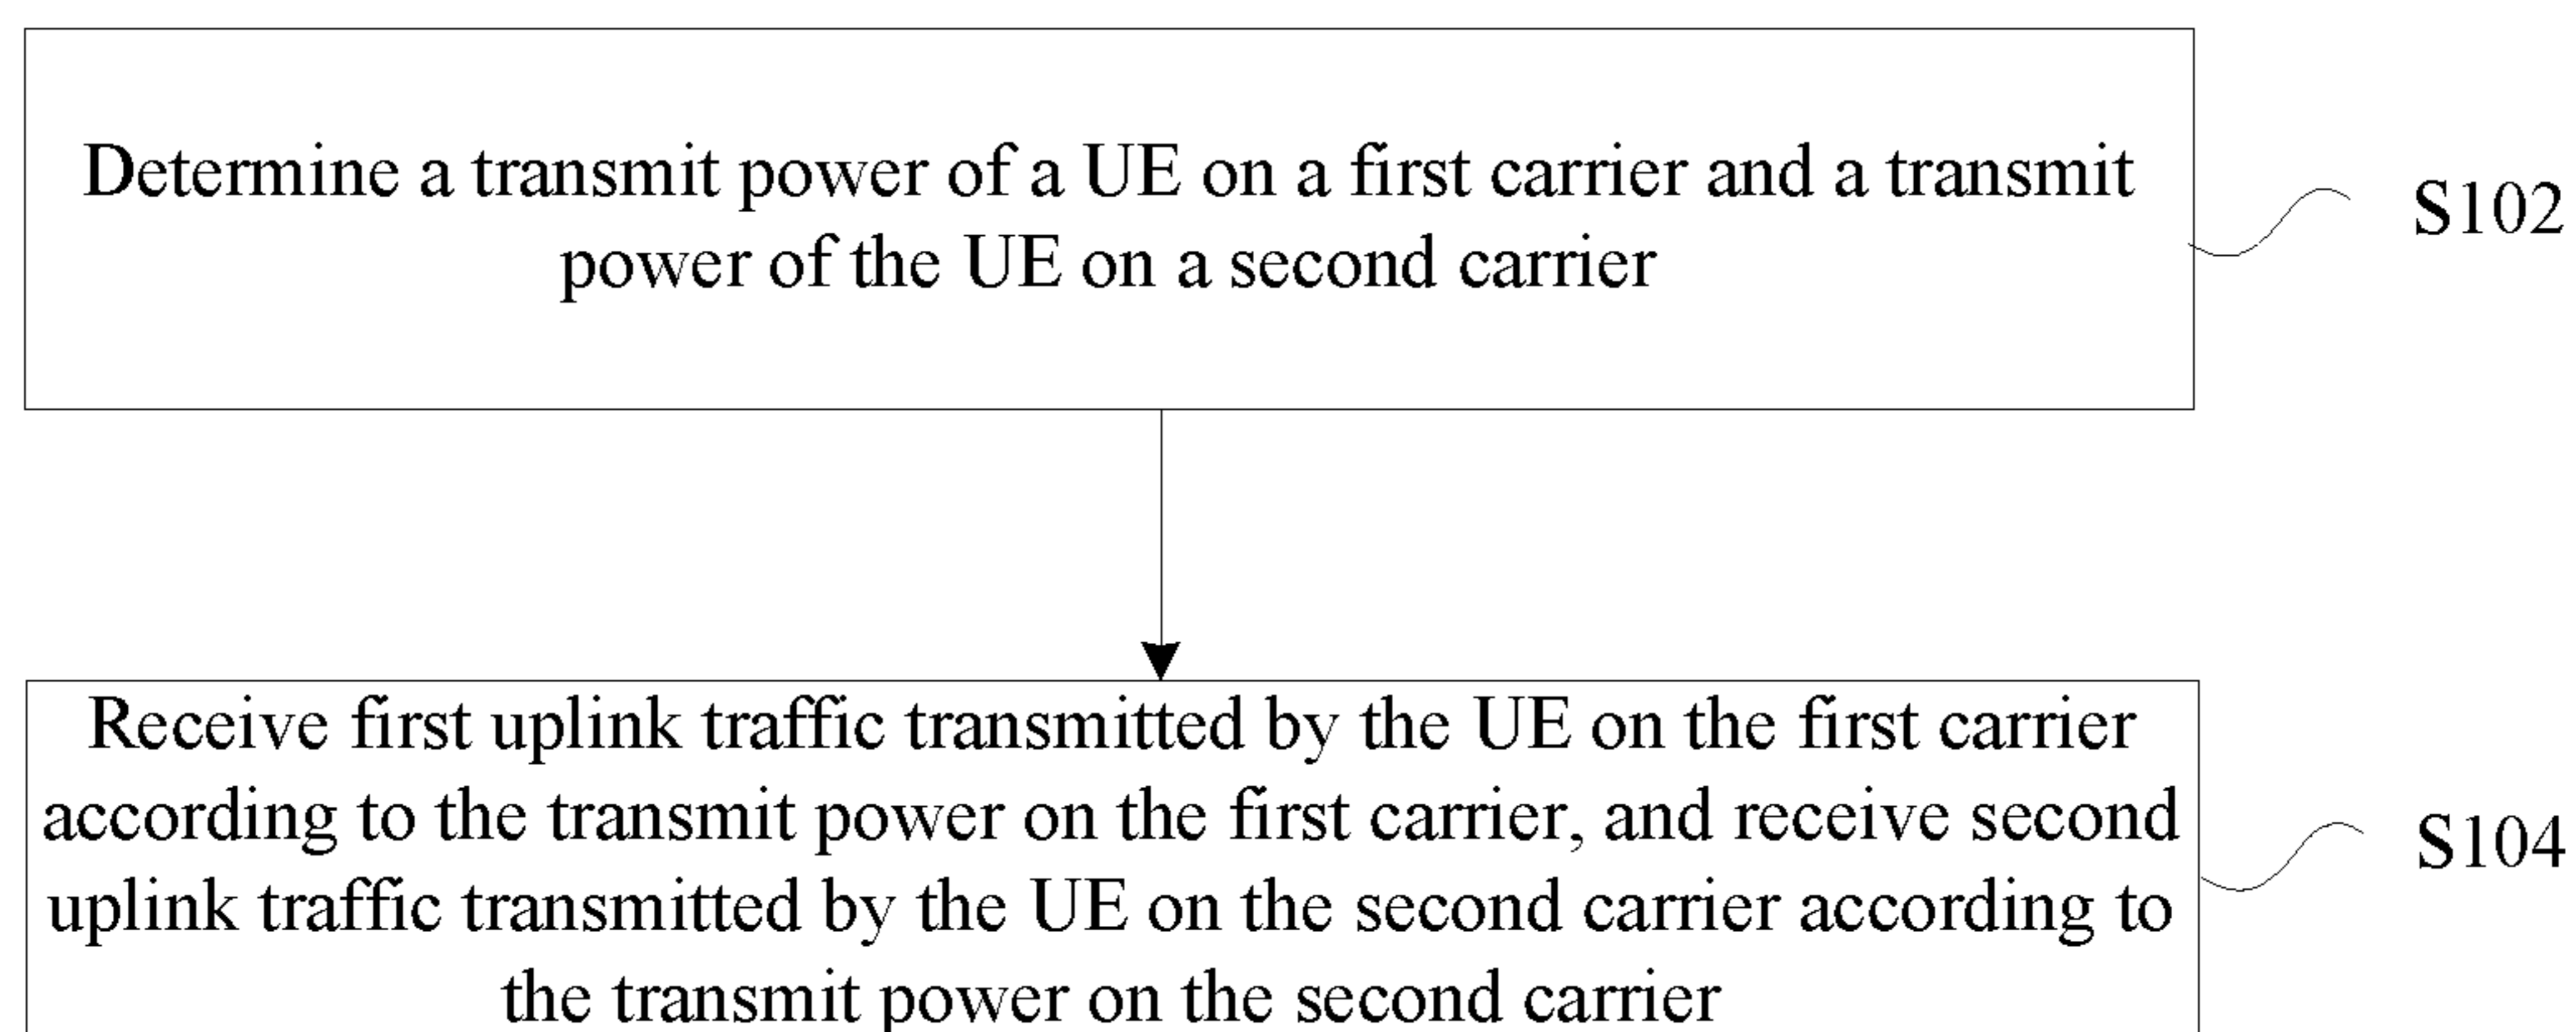 Determine a transmit power of a UE on a first carrier and a transmit
power of the UE on a second carrier
S102
Receive first uplink traffic transmitted by the UE on the first carrier
according to the transmit power on the first carrier, and receive second
uplink traffic transmitted by the UE on the second carrier according to
the transmit power on the second carrier
S104